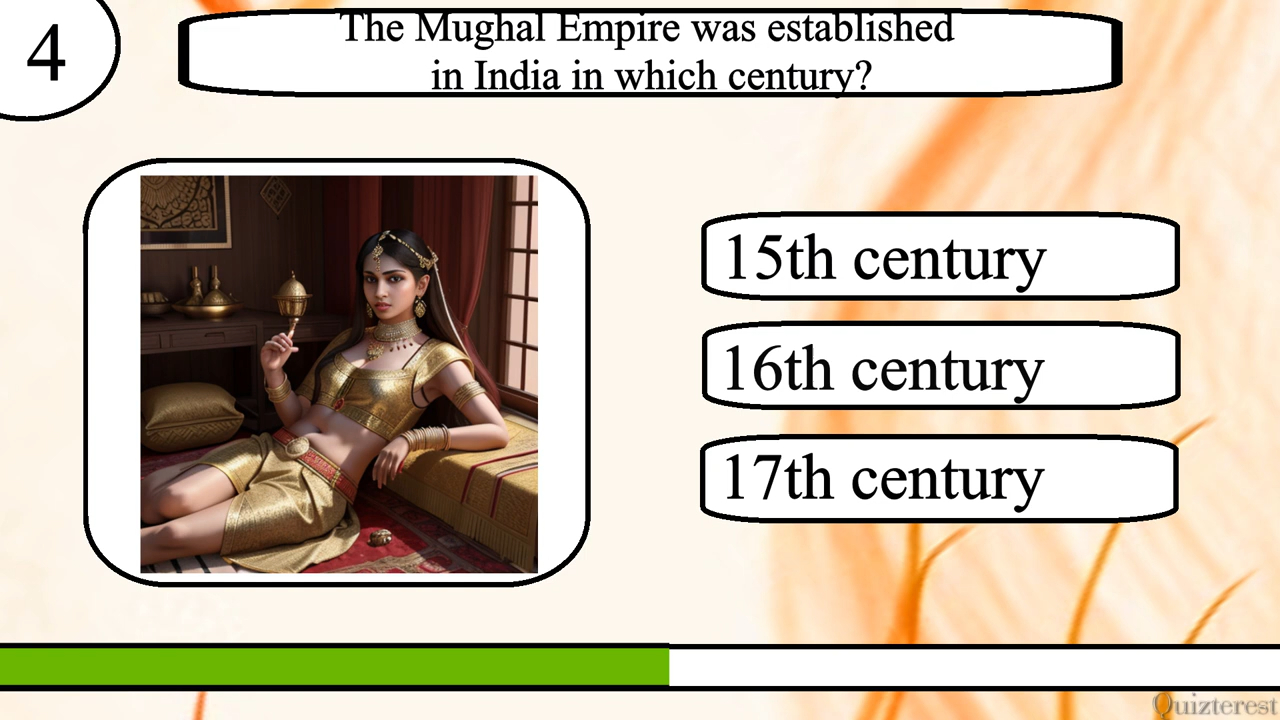 4
The Mughal Empire was established
in India in which century?
15th century
16th century
17th century
Quizterest